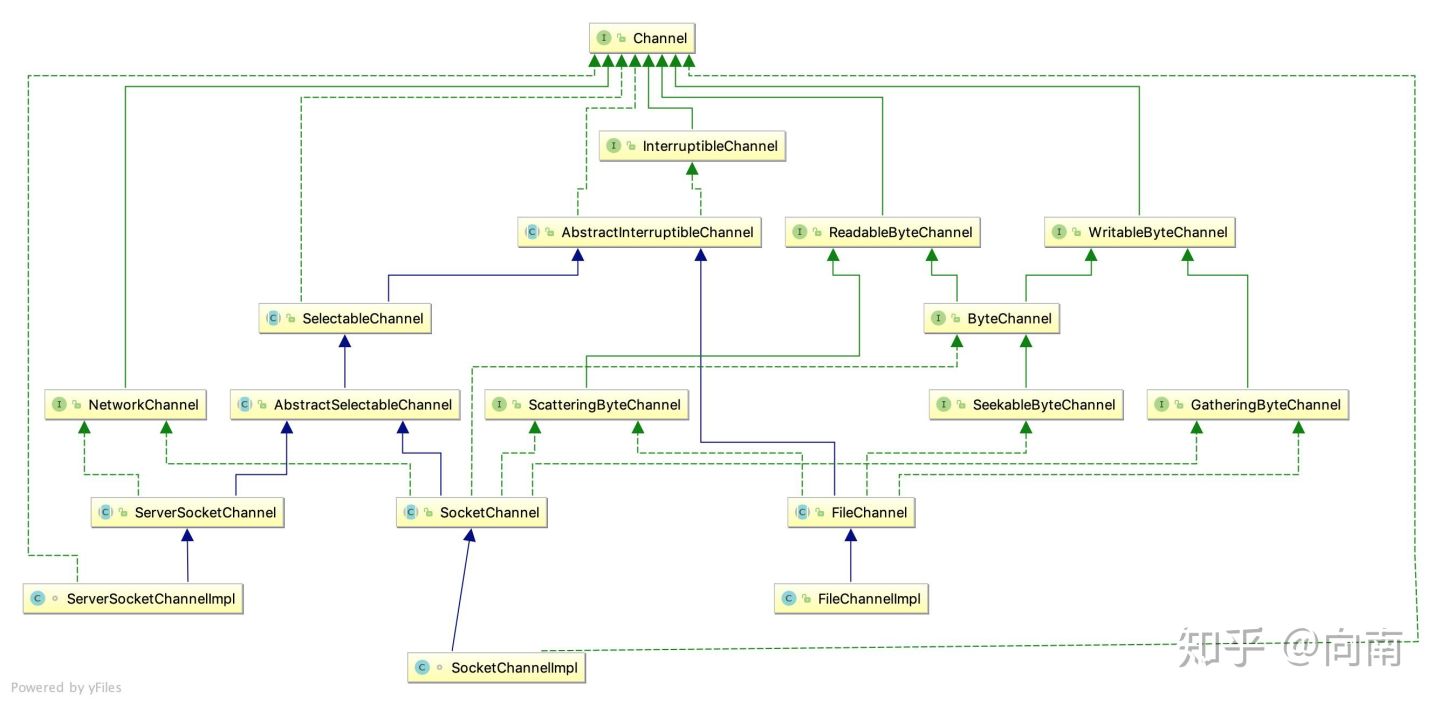 Channel
InterruptibleChannel
AbstractInterruptibleChannel
ReadableByteChannel
WritableByteChannel
SelectableChannel
ByteChannel
NetworkChannel
AbstractSelectableChannel
ScatteringByteChannel
SeekableByteChannel
GatheringByteChannel
ServerSocketChannel
SocketChannel
FileChannel
ServerSocketChannelImpl
FileChannelImpl
SocketChannelImpl
知乎 @向南
Powered by yFiles